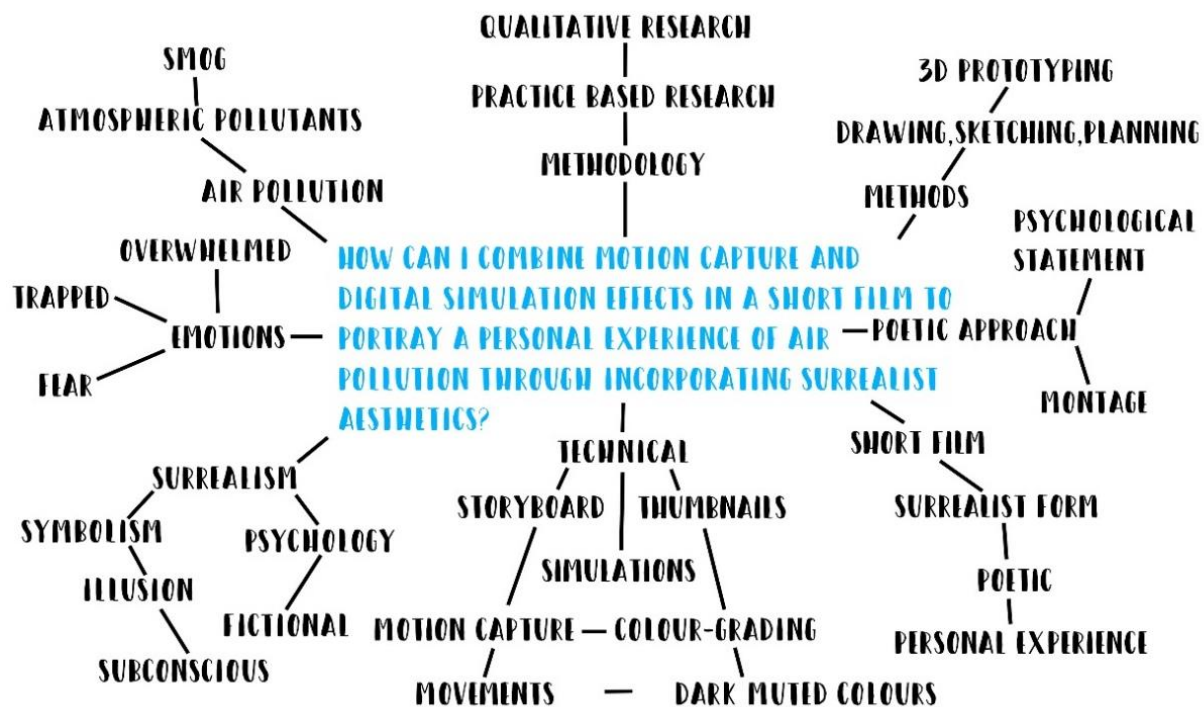 QUALITATIVE RESEARCH
PRACTICE BASED RESEARCH
METHODOLOGY
SMOG
ATMOSPHERIC POLLUTANTS
AIR POLLUTION
3D PROTOTYPING
DRAWING,SKETCHING,PLANNING
METHODS
OVERWHELMED
TRAPPED
EMOTIONS
FEAR
HOW CAN I COMBINE MOTION CAPTURE AND
DIGITAL SIMULATION EFFECTS IN A SHORT FILM TO
PORTRAY A PERSONAL EXPERIENCE OF AIR
POLLUTION THROUGH INCORPORATING SURREALIST
AESTHETICS?
PSYCHOLOGICAL
STATEMENT
POETIC APPROACH
MONTAGE
SURREALISM
SYMBOLISM
PSYCHOLOGY
ILLUSION
FICTIONAL
SUBCONSCIOUS
TECHNICAL
STORYBOARD
THUMBNAILS
SIMULATIONS
MOTION CAPTURE
COLOUR-GRADING
MOVEMENTS
DARK MUTED COLOURS
SHORT FILM
SURREALIST FORM
POETIC
PERSONAL EXPERIENCE